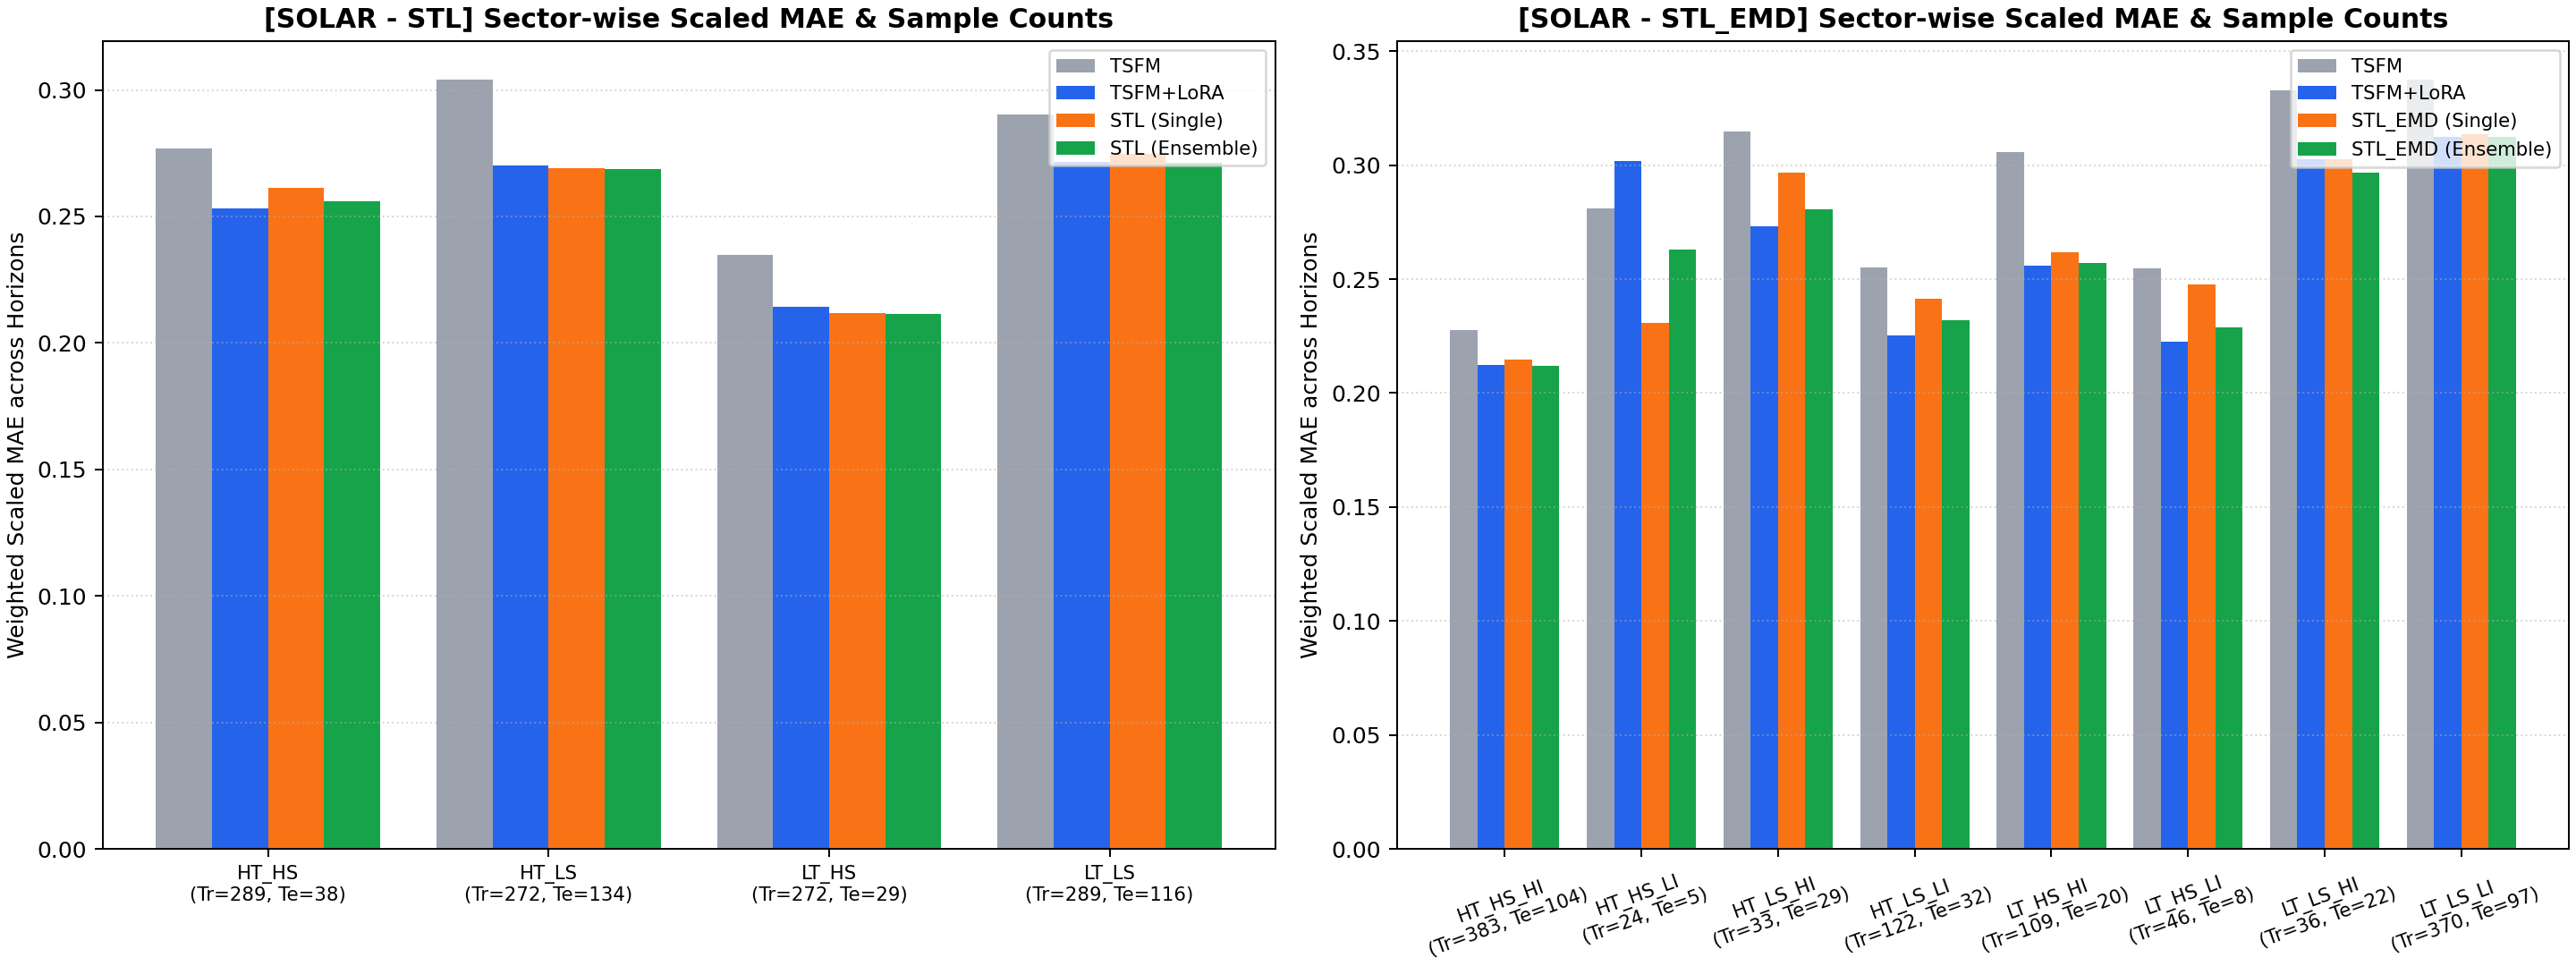 [SOLAR - STL] Sector-wise Scaled MAE & Sample Counts
Weighted Scaled MAE across Horizons
0.30
0.25
0.20
0.15
0.10
0.05
0.00
TSFM
TSFM+LoRA
STL (Single)
STL (Ensemble)
HT_HS
(Tr=289, Te=38)
HT_LS
(Tr=272, Te=134)
LT_HS
(Tr=272, Te=29)
LT_LS
(Tr=289, Te=116)
[SOLAR - STL_EMD] Sector-wise Scaled MAE & Sample Counts
Weighted Scaled MAE across Horizons
0.35
0.30
0.25
0.20
0.15
0.10
0.05
0.00
TSFM
TSFM+LoRA
STL_EMD (Single)
STL_EMD (Ensemble)
HT_HS_HI
(Tr=383, Te=104)
HT_HS_LI
(Tr=24, Te=5)
HT_LS_HI
(Tr=33, Te=29)
HT_LS_LI
(Tr=122, Te=32)
LT_HS_HI
(Tr=109, Te=20)
LT_HS_LI
(Tr=46, Te=8)
LT_LS_HI
(Tr=36, Te=22)
LT_LS_LI
(Tr=370, Te=97)